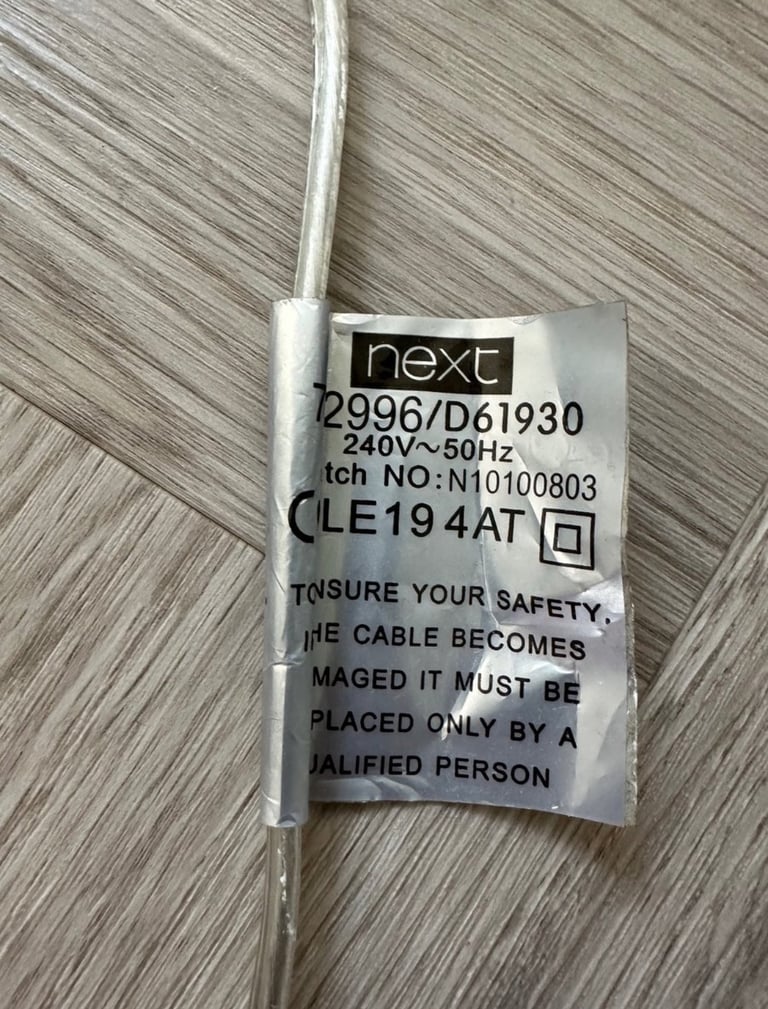 next
72996/D61930
240V~50Hz
tch NO:N10100803
LE194AT
NSURE YOUR SAFETY,
HE CABLE BECOMES
MAGED IT MUST BE
PLACED ONLY BY A
UALIFIED PERSON